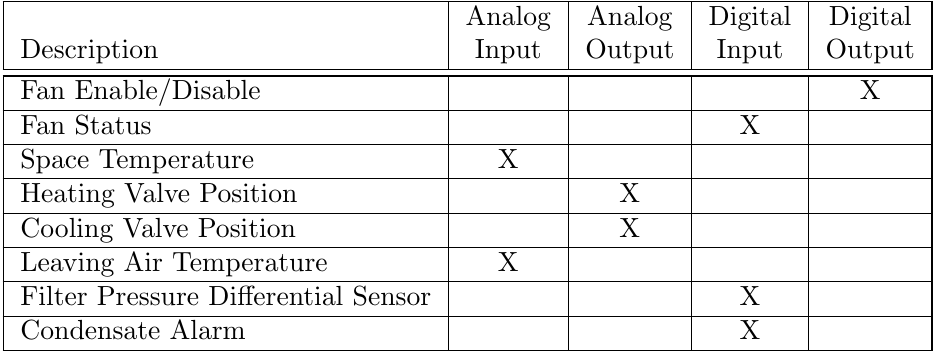 Description Analog Input Analog Output Digital Input Digital Output
Fan Enable/Disable X
Fan Status X
Space Temperature X
Heating Valve Position X
Cooling Valve Position X
Leaving Air Temperature X
Filter Pressure Differential Sensor X
Condensate Alarm X